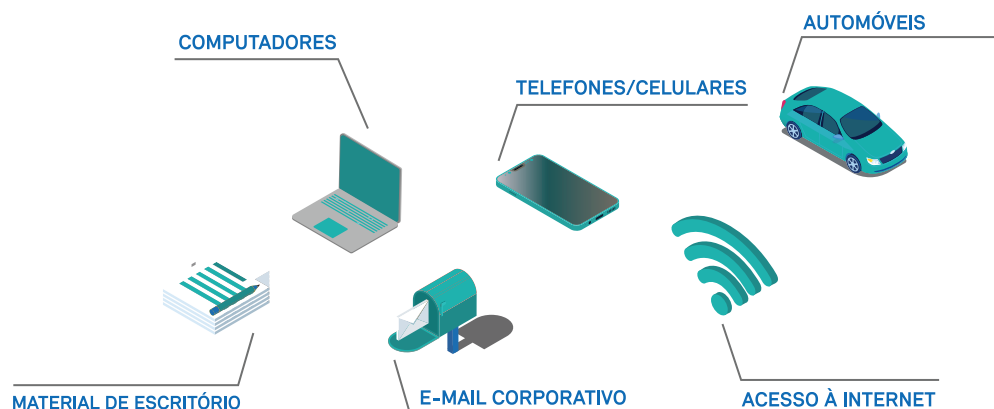 AUTOMÓVEIS
COMPUTADORES
TELEFONES/CELULARES
MATERIAL DE ESCRITÓRIO
E-MAIL CORPORATIVO
ACESSO À INTERNET